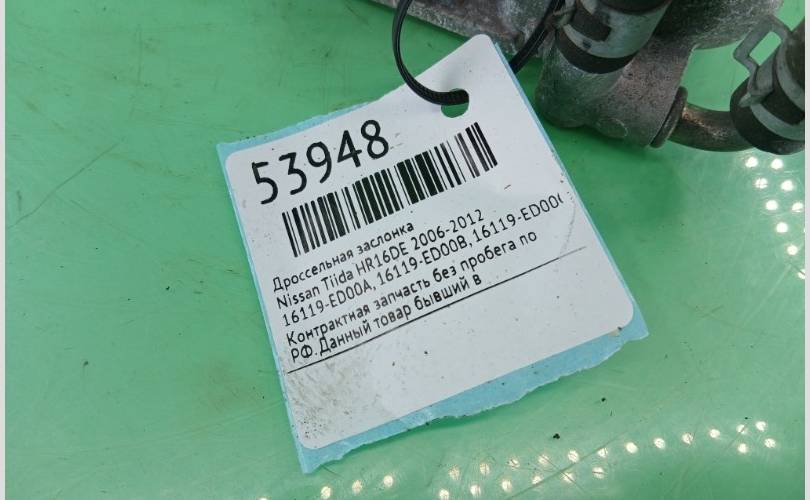 53948
Дроссельная заслонка
Nissan Tiida HR16DE 2006-2012
16119-ED00A, 16119-ED00B, 16119-ED00
Контрактная запчасть без пробега по
РФ. Данный товар бывший в